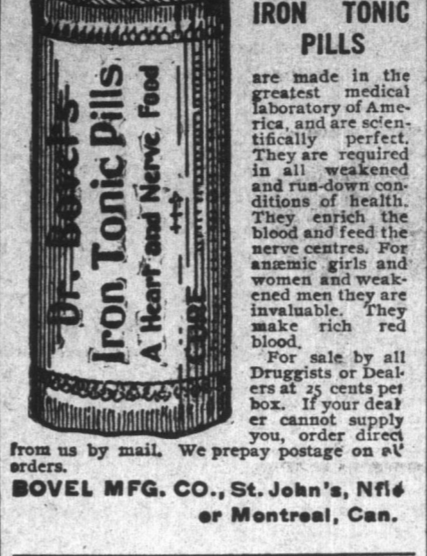 Dr. Bovel's
Iron Tonic Pills
A Heart and Nerve Food
CURE
IRON TONIC
PILLS
are made in the
greatest medical
laboratory of Ame-
rica, and are scien-
tifically perfect.
They are required
in all weakened
and run-down con-
ditions of health.
They enrich the
blood and feed the
nerve centres. For
anæmic girls and
women and weak-
ened men they are
invaluable. They
make rich red
blood.
For sale by all
Druggists or Deal-
ers at 25 cents per
box. If your deal
er cannot supply
you, order direct
from us by mail. We prepay postage on all
orders.
BOVEL MFG. CO., St. John's, Nfld
or Montreal, Can.